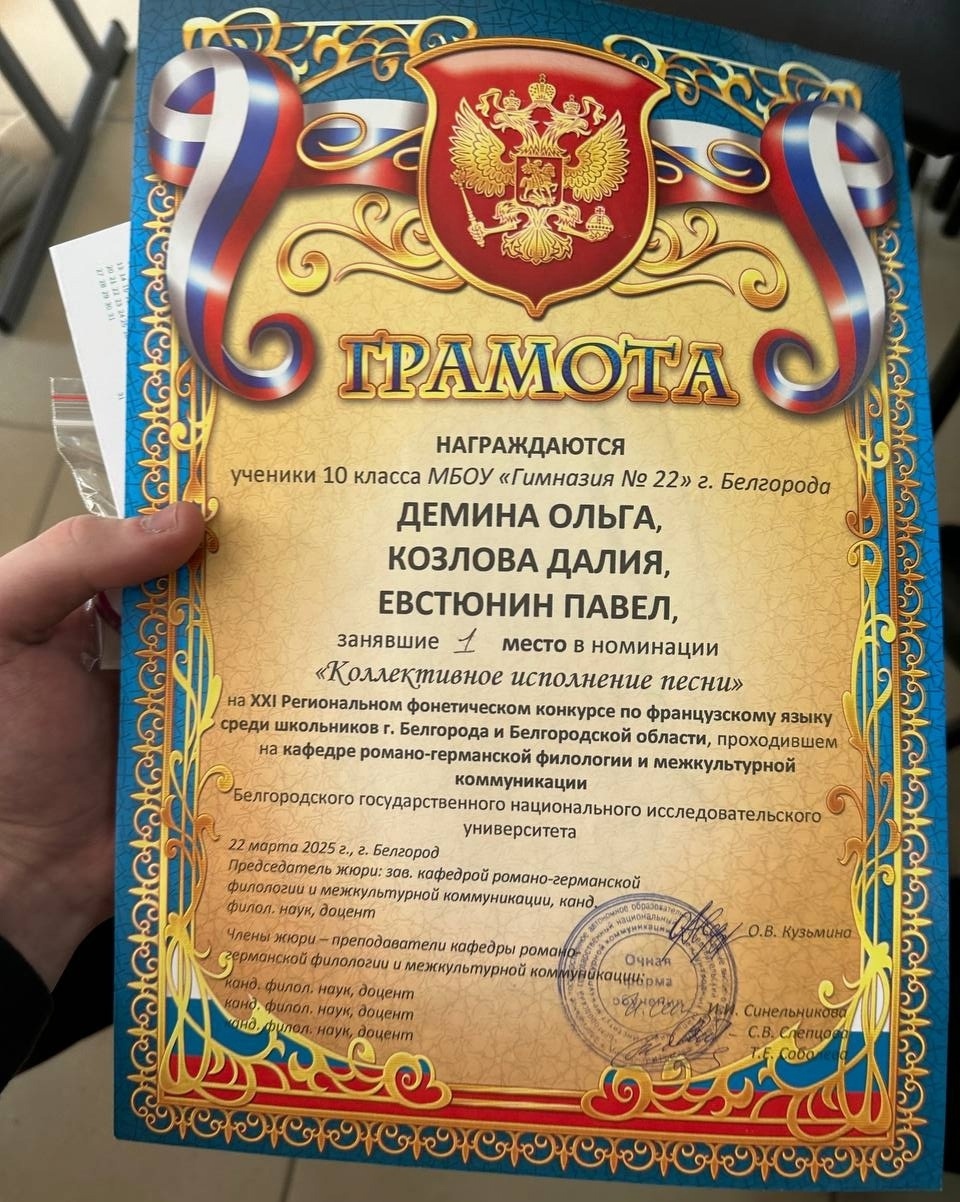 ГРАМОТА
НАГРАЖДАЮТСЯ
ученики 10 класса МБОУ «Гимназия № 22» г. Белгорода
ДЕМИНА ОЛЬГА,
КОЗЛОВА ДАЛИЯ,
ЕВСТЮНИН ПАВЕЛ,
занявшие 1 место в номинации
«Коллективное исполнение песни»
на XXI Региональном фонетическом конкурсе по французскому языку
среди школьников г. Белгорода и Белгородской области, проходившем
на кафедре романо-германской филологии и межкультурной
коммуникации
Белгородского государственного национального исследовательского
университета
22 марта 2025 г., г. Белгород
Председатель жюри: зав. кафедрой романо-германской
филологии и межкультурной коммуникации, канд.
филол. наук, доцент
О.В. Кузьмина
Члены жюри – преподаватели кафедры романо-
германской филологии и межкультурной коммуникации:
канд. филол. наук, доцент
И.И. Синельникова
канд. филол. наук, доцент
С.В. Слепцова
канд. филол. наук, доцент
Т.Е. Соболева
Очная
форма
обучения